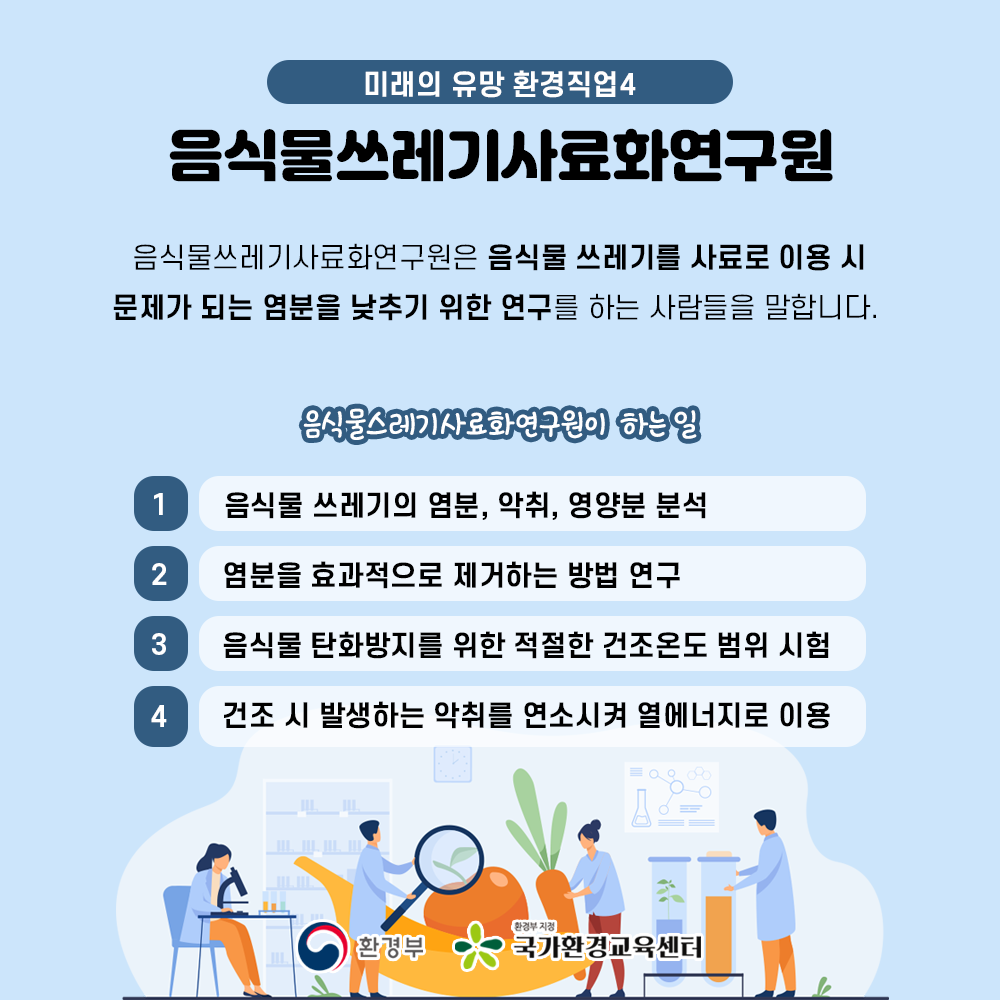 미래의 유망 환경직업4
음식물쓰레기사료화연구원
음식물쓰레기사료화연구원은 음식물 쓰레기를 사료로 이용 시
문제가 되는 염분을 낮추기 위한 연구를 하는 사람들을 말합니다.
음식물스레기사료화연구원이 하는 일
1 음식물 쓰레기의 염분, 악취, 영양분 분석
2 염분을 효과적으로 제거하는 방법 연구
3 음식물 탄화방지를 위한 적절한 건조온도 범위 시험
4 건조 시 발생하는 악취를 연소시켜 열에너지로 이용
환경부
환경부 지정
국가환경교육센터